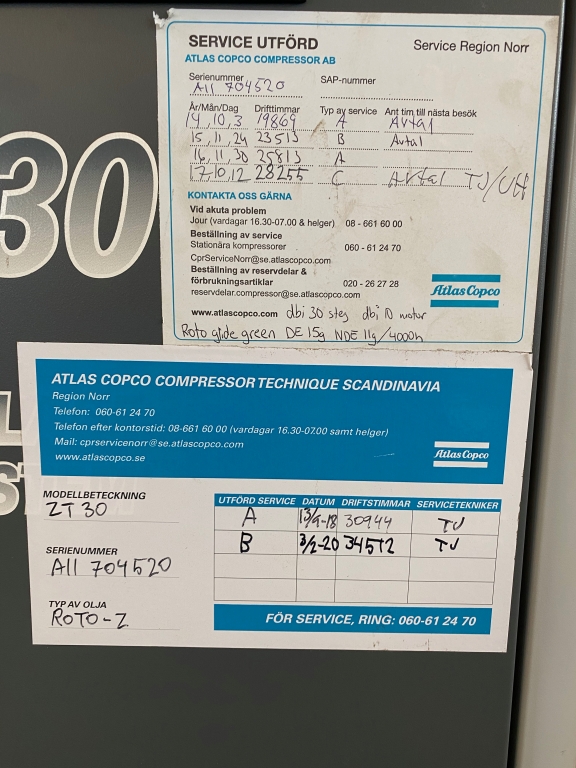 SERVICE UTFÖRD Service Region Norr
ATLAS COPCO COMPRESSOR AB
Serienummer SAP-nummer
AII 704520
År/Mån/Dag Drifttimmar Typ av service Ant tim till nästa besök
14,10,3 19869 A Avtal
15,11,24 23513 B Avtal
16,11,30 25813 A
17,10,12 28255 C Avtal TJ/UH
KONTAKTA OSS GÄRNA
Vid akuta problem
Jour (vardagar 16.30-07.00 & helger) 08 - 661 60 00
Beställning av service
Stationära kompressorer 060 - 61 24 70
CprServiceNorr@se.atlascopco.com
Beställning av reservdelar &
förbrukningsartiklar 020 - 26 27 28
reservdelar.compressor@se.atlascopco.com
Atlas Copco
www.atlascopco.com dbi 30 steg dbi 10 motor
Roto glide green DE 15g NDE 11g/4000h
30
ATLAS COPCO COMPRESSOR TECHNIQUE SCANDINAVIA
Region Norr
Telefon: 060-61 24 70
Telefon efter kontorstid: 08-661 60 00 (vardagar 16.30-07.00 samt helger)
Mail: cprservicenorr@se.atlascopco.com
www.atlascopco.se
Atlas Copco
MODELLBETECKNING
ZT 30
SERIENUMMER
AII 704520
TYP AV OLJA
ROTO-Z
UTFÖRD SERVICE DATUM DRIFTSTIMMAR SERVICETEKNIKER
A 13/9-18 30944 TJ
B 3/2-20 34512 TJ
FÖR SERVICE, RING: 060-61 24 70